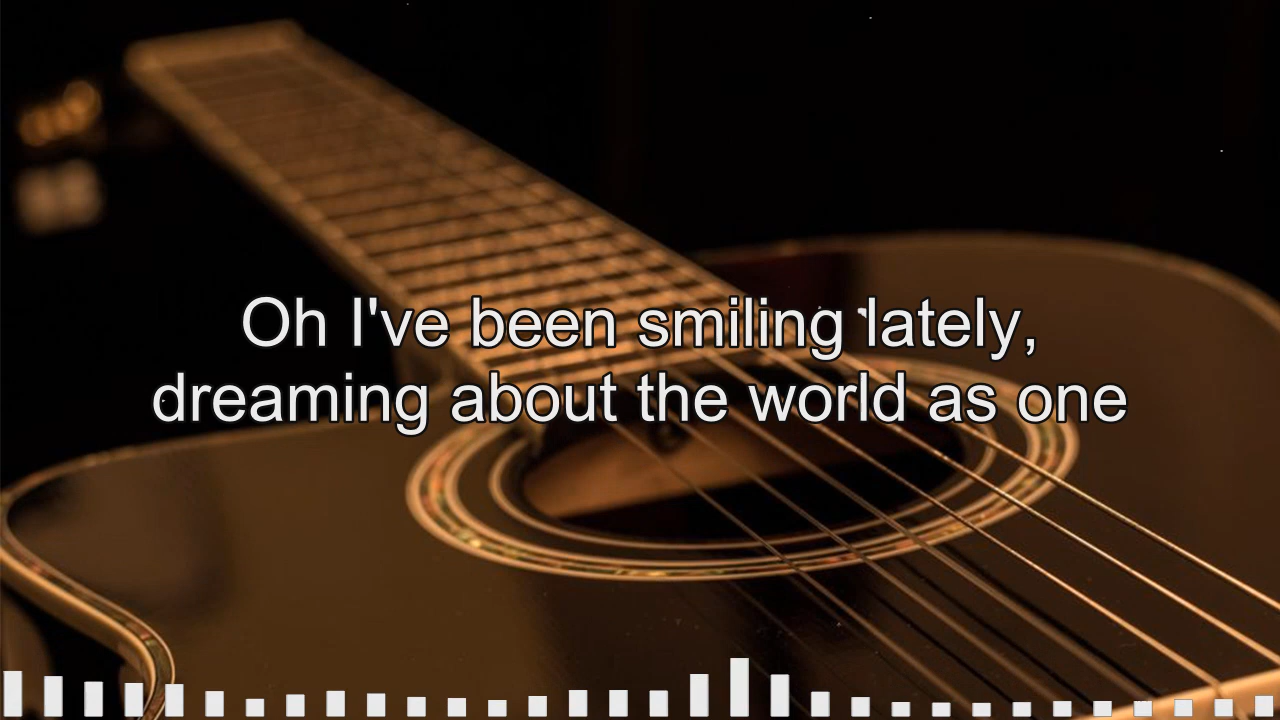 Oh I've been smiling lately,
dreaming about the world as one